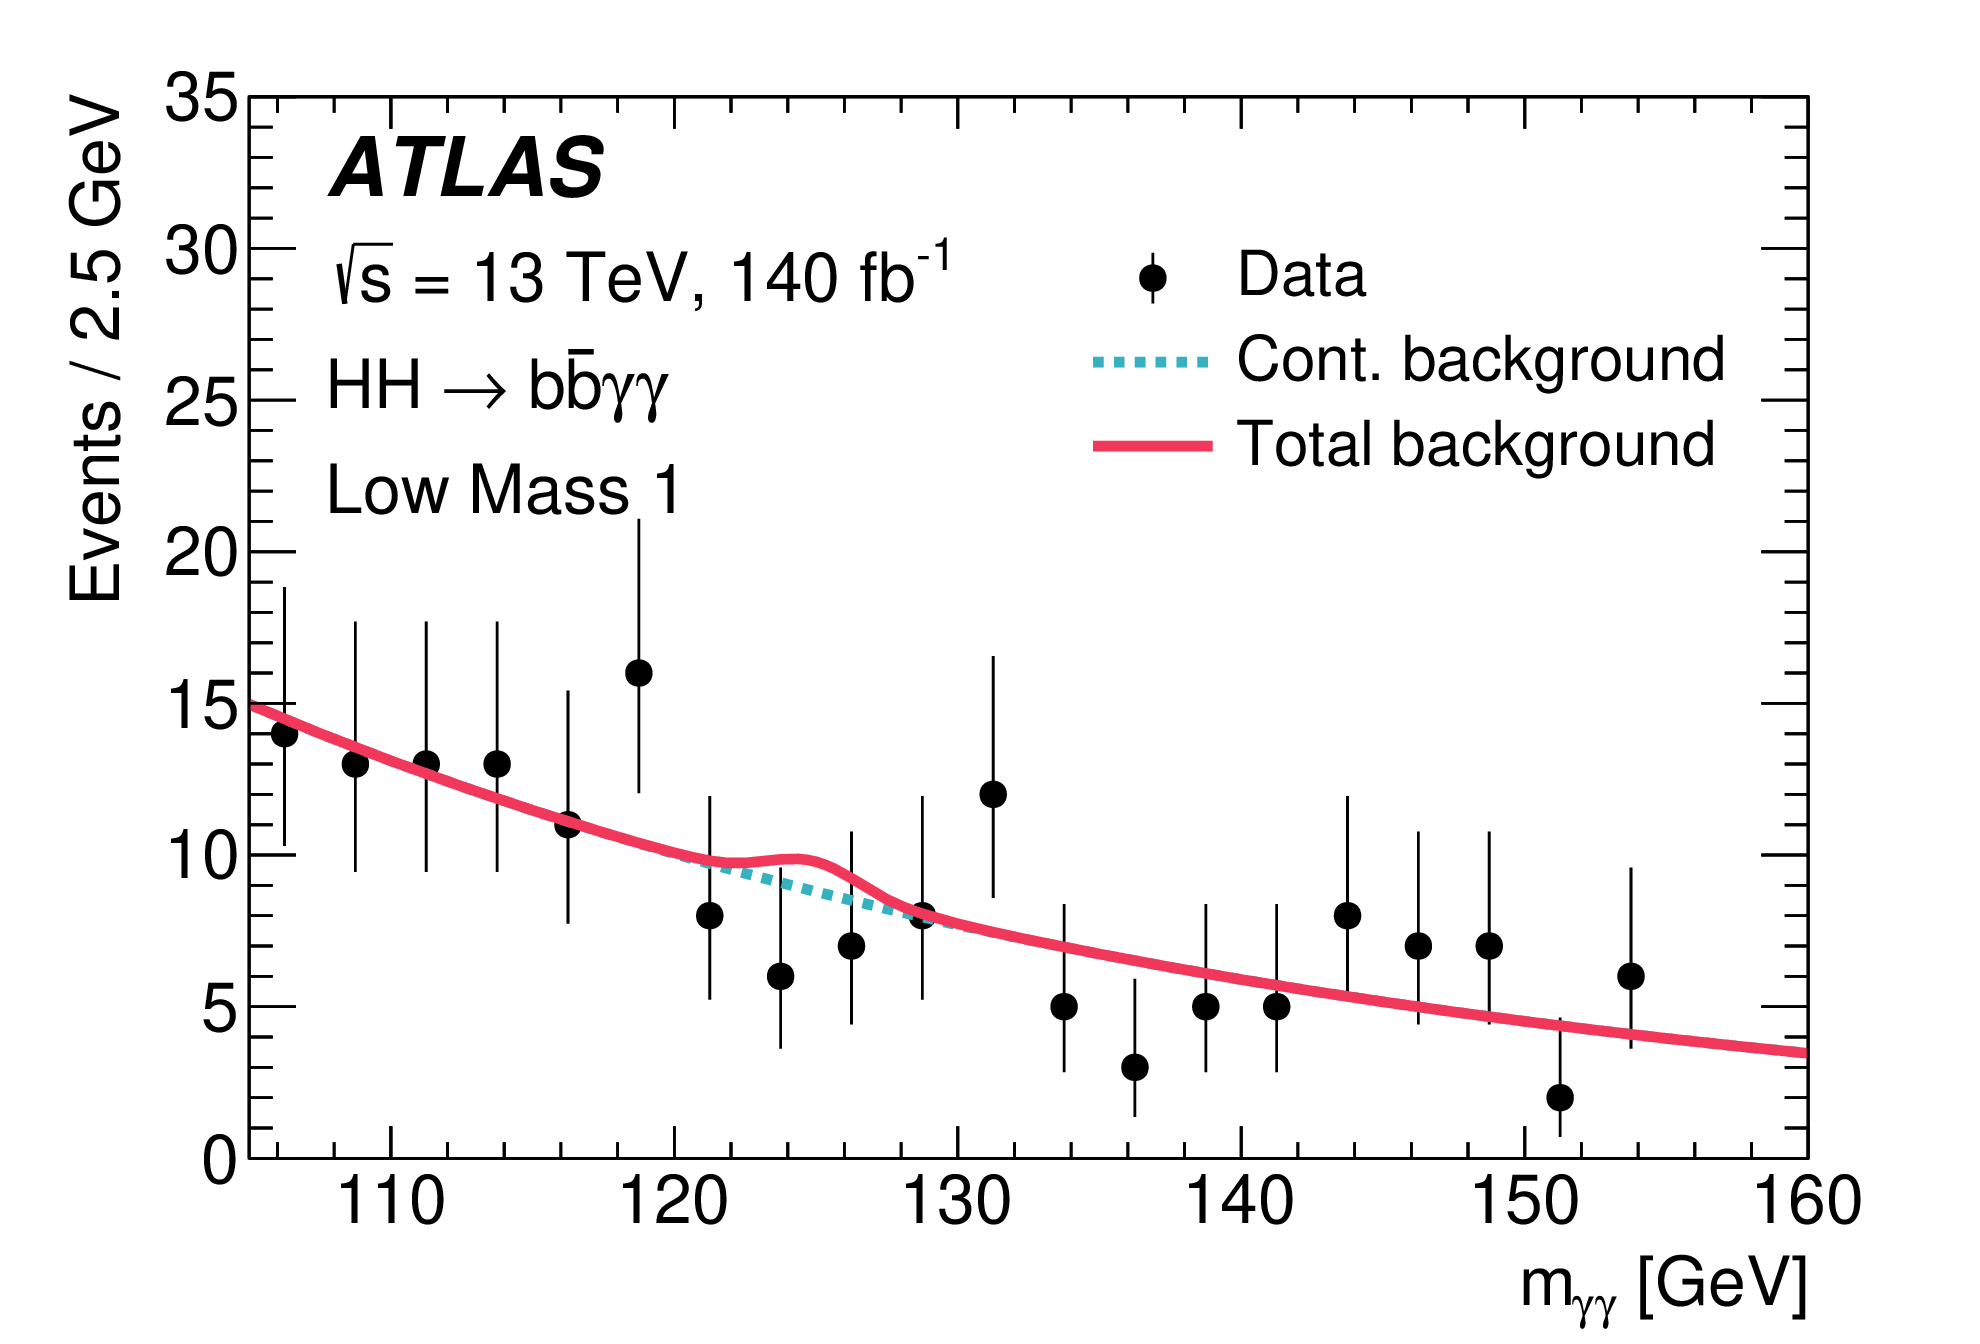 Events / 2.5 GeV
35
30
25
20
15
10
5
0
ATLAS
√s = 13 TeV, 140 fb⁻¹
HH → bb̄γγ
Low Mass 1
Data
Cont. background
Total background
110 120 130 140 150 160
m_γγ [GeV]